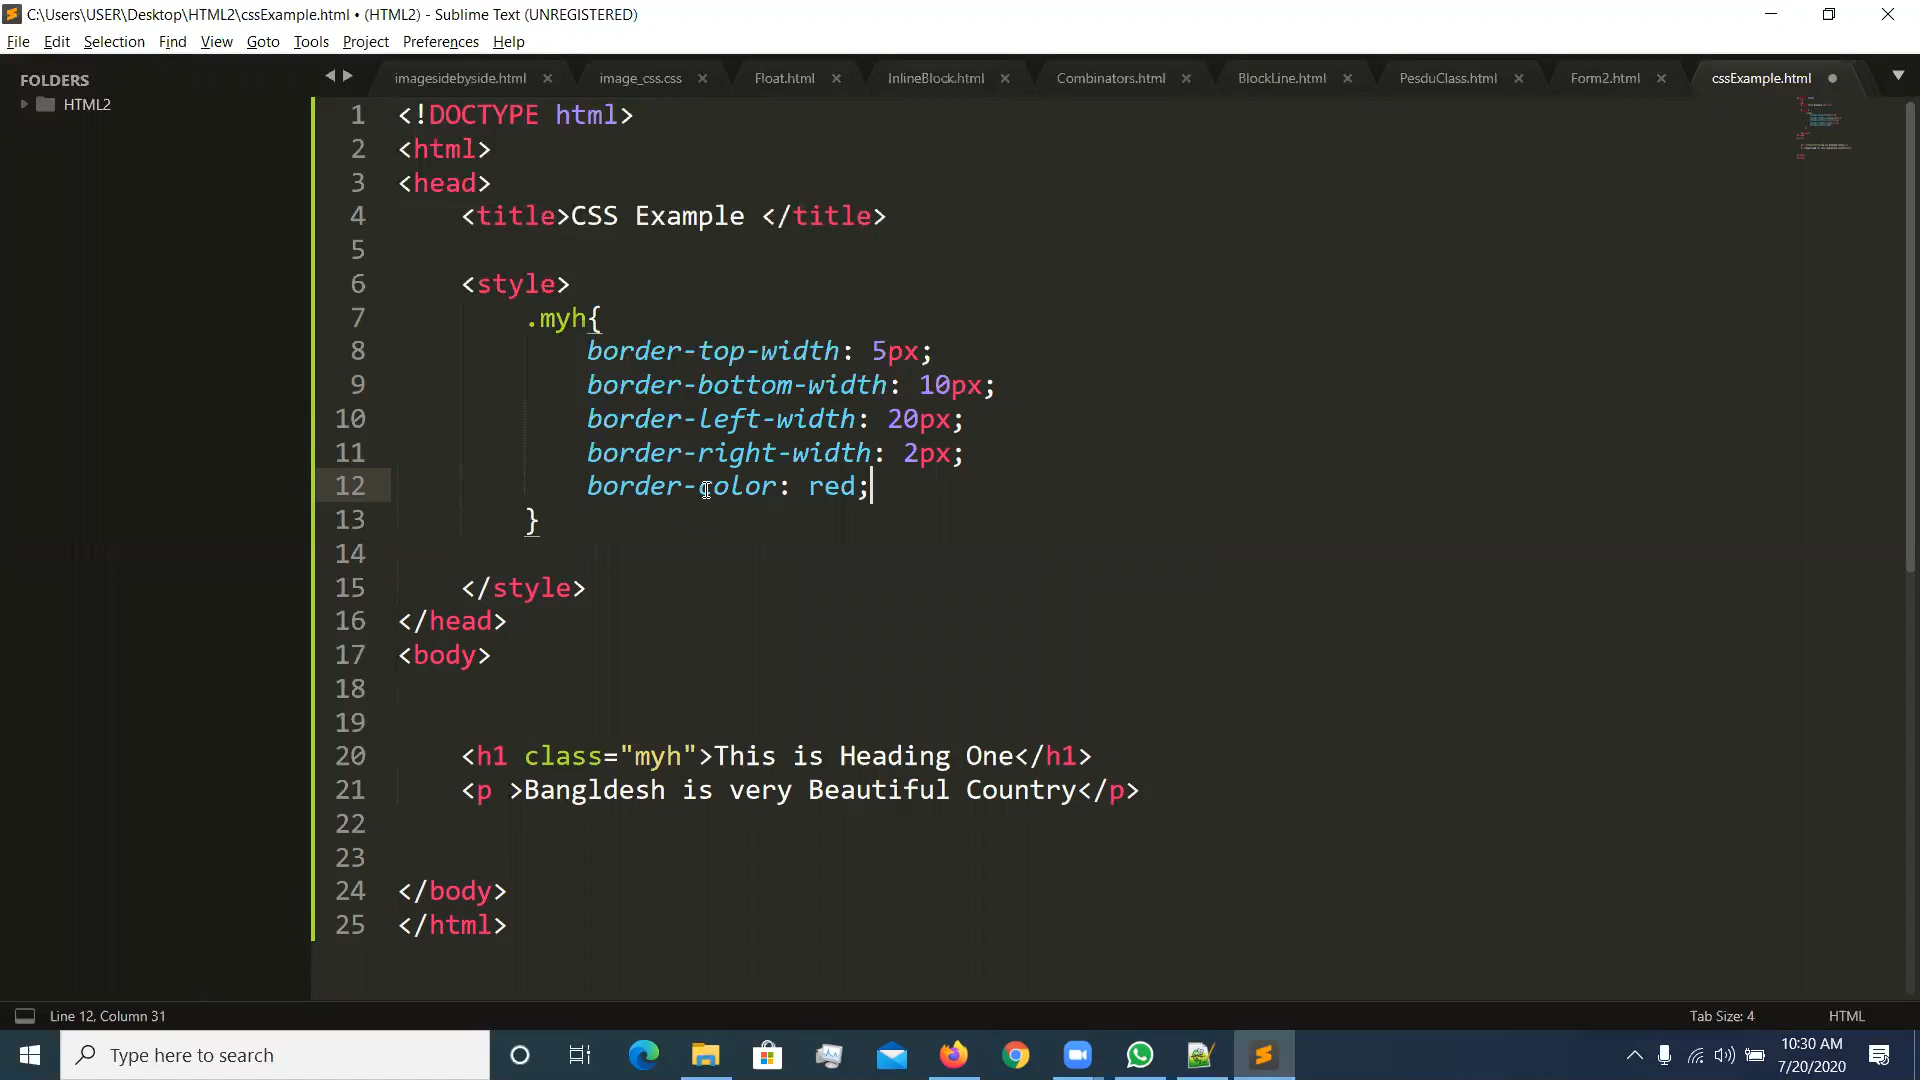 C:\Users\USER\Desktop\HTML2\cssExample.html • (HTML2) - Sublime Text (UNREGISTERED)
File Edit Selection Find View Goto Tools Project Preferences Help
FOLDERS
HTML2
imagesidebyside.html image_css.css Float.html InlineBlock.html Combinators.html BlockLine.html PesduClass.html Form2.html cssExample.html
1 <!DOCTYPE html>
2 <html>
3 <head>
4 <title>CSS Example </title>
5
6 <style>
7 .myh{
8 border-top-width: 5px;
9 border-bottom-width: 10px;
10 border-left-width: 20px;
11 border-right-width: 2px;
12 border-color: red;
13 }
14
15 </style>
16 </head>
17 <body>
18
19
20 <h1 class="myh">This is Heading One</h1>
21 <p >Bangldesh is very Beautiful Country</p>
22
23
24 </body>
25 </html>
Line 12, Column 31 Tab Size: 4 HTML
Type here to search
10:30 AM
7/20/2020